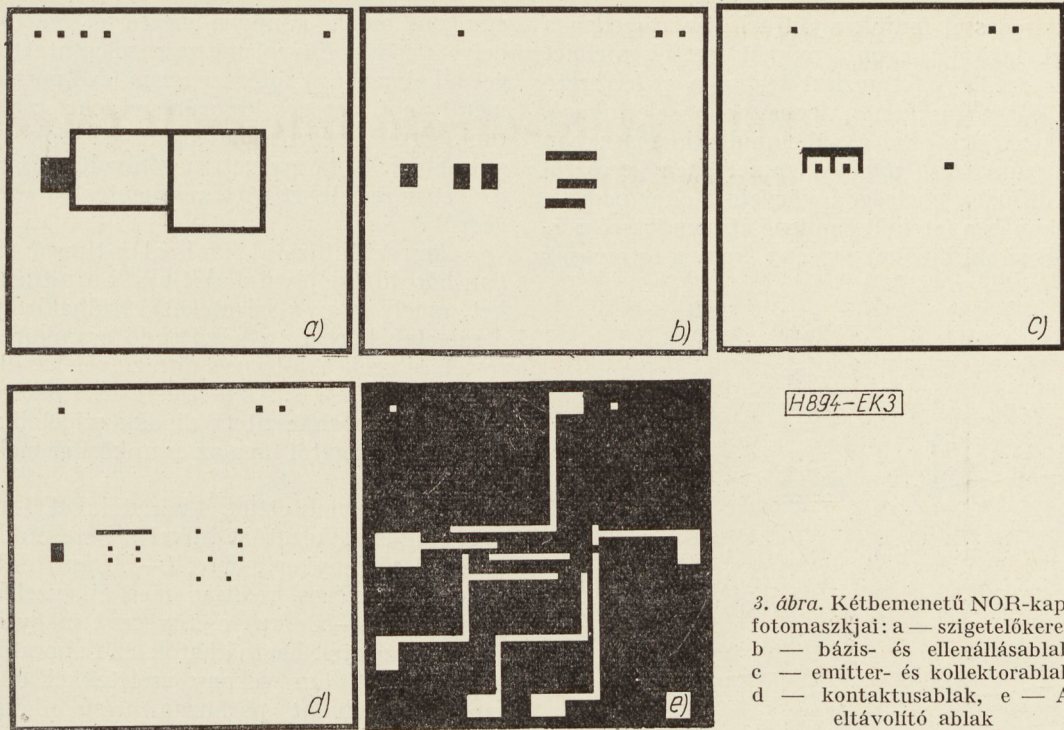 a)
b)
c)
d)
e)
H894-EK3
3. ábra. Kétbemenetű NOR-kap
fotomaszkjai: a — szigetelőkere
b — bázis- és ellenállásablak
c — emitter- és kollektorablak
d — kontaktusablak, e — A
eltávolító ablak